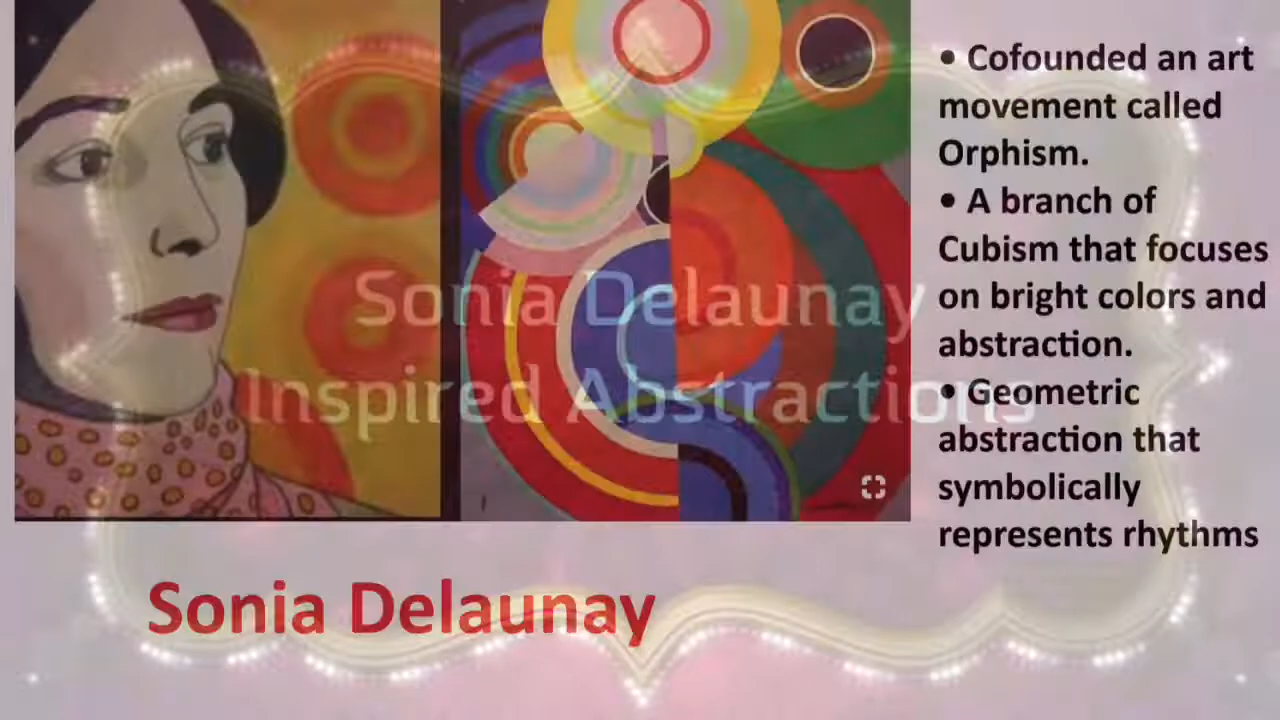 • Cofounded an art
movement called
Orphism.
• A branch of
Cubism that focuses
on bright colors and
abstraction.
• Geometric
abstraction that
symbolically
represents rhythms
Sonia Delaunay
Inspired Abstractions
Sonia Delaunay